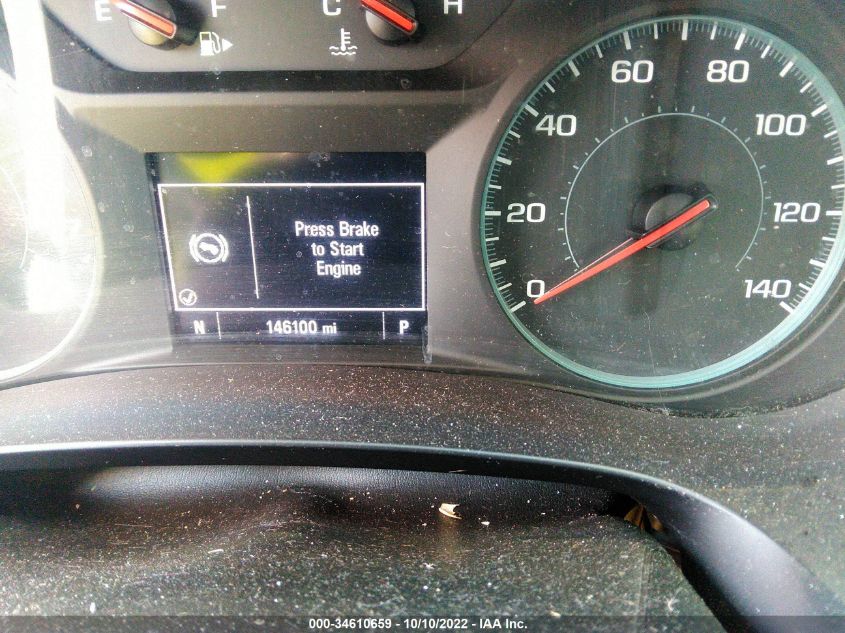 E F C H
60 80
40 100
20 120
0 140
Press Brake
to Start
Engine
N 146100 mi P
000-34610659 - 10/10/2022 - IAA Inc.